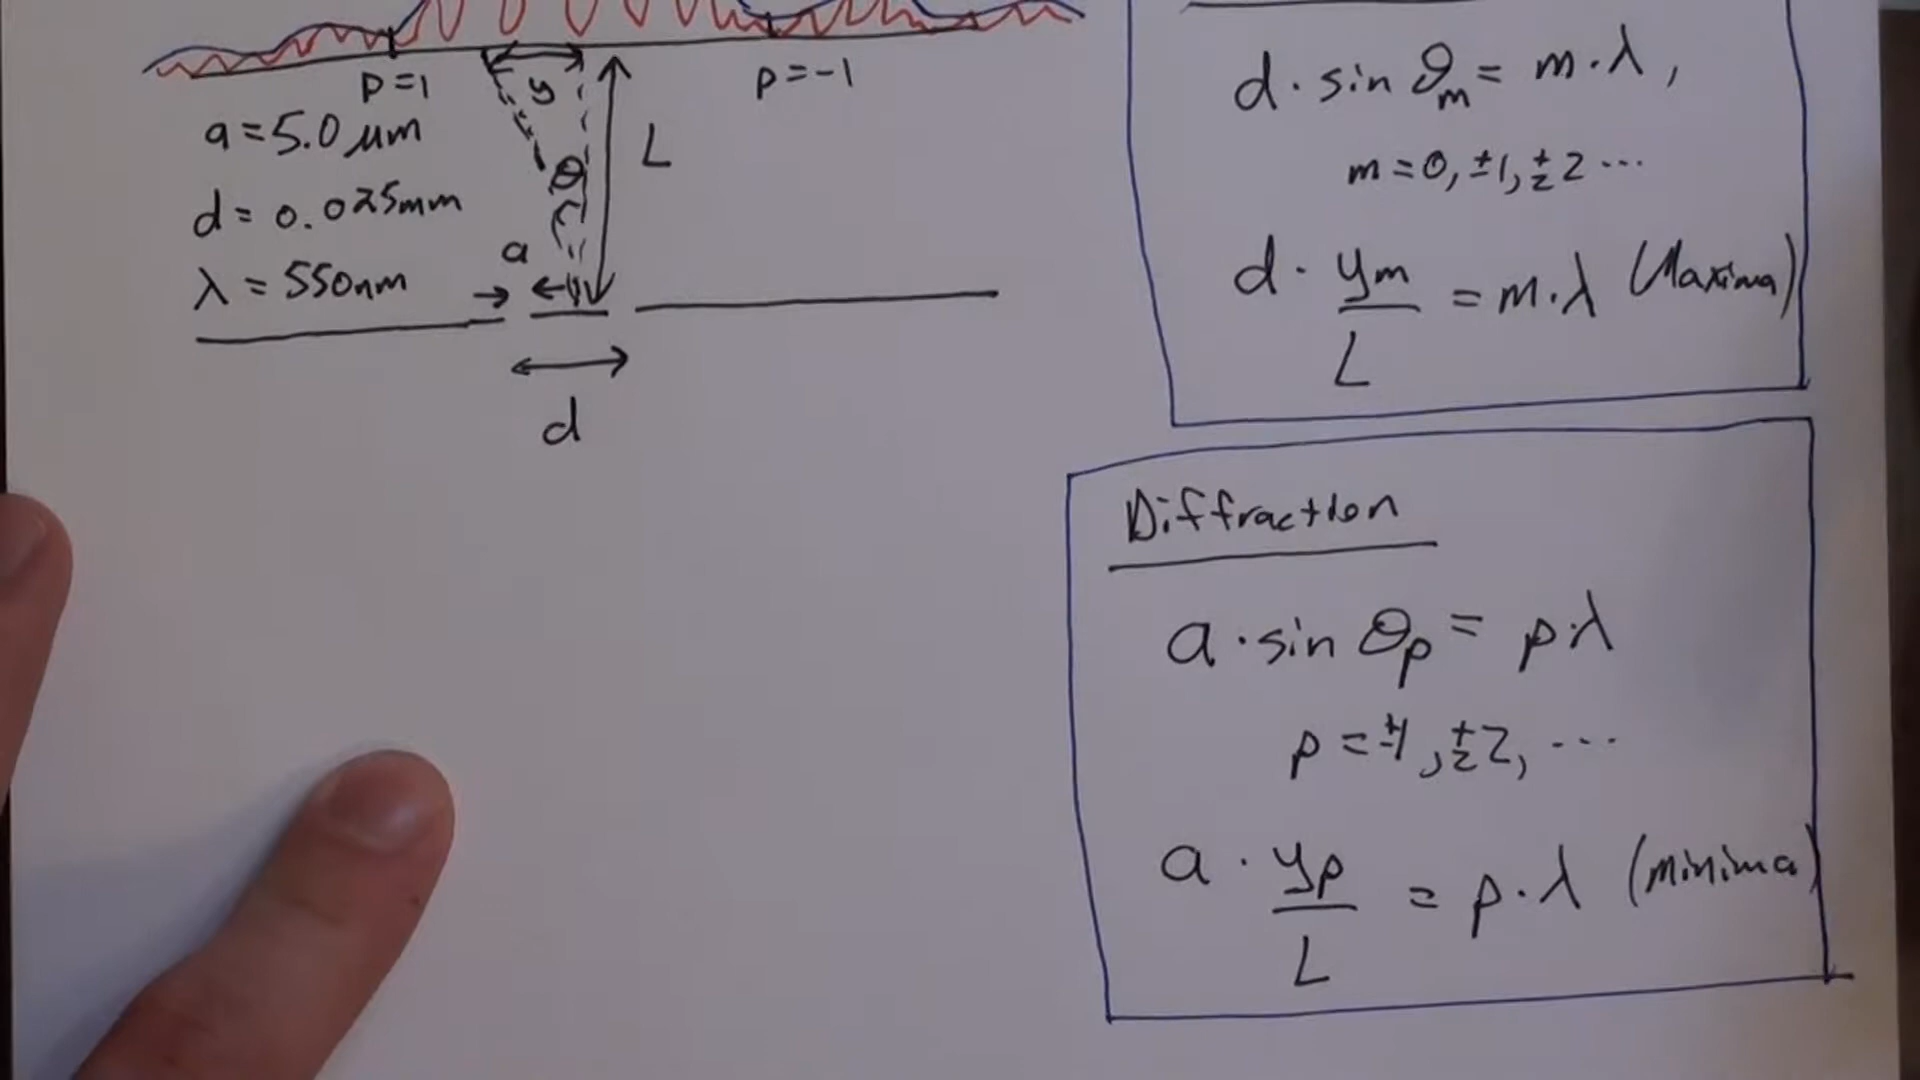 p=1
y
p=-1
a=5.0 μm
L
θ
d=0.025mm
a
λ=550nm
d
d · sin θm = m·λ,
m=0, ±1, ±2 ...
d · ym/L = m·λ (Maxima)
Diffraction
a · sin θp = p·λ
p = ±1, ±2, ...
a · yp/L = p·λ (minima)